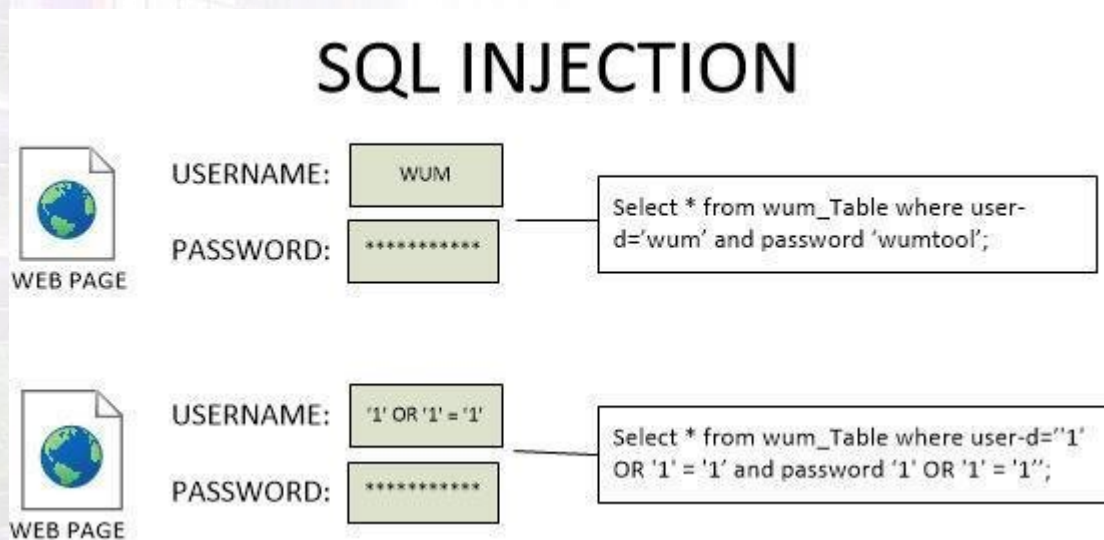 SQL INJECTION
USERNAME:
WUM
PASSWORD:
***********
WEB PAGE
Select * from wum_Table where user-
d='wum' and password 'wumtool’;
USERNAME:
'1' OR '1' = '1'
PASSWORD:
***********
WEB PAGE
Select * from wum_Table where user-d=''1'
OR '1' = '1' and password '1' OR '1' = '1'';